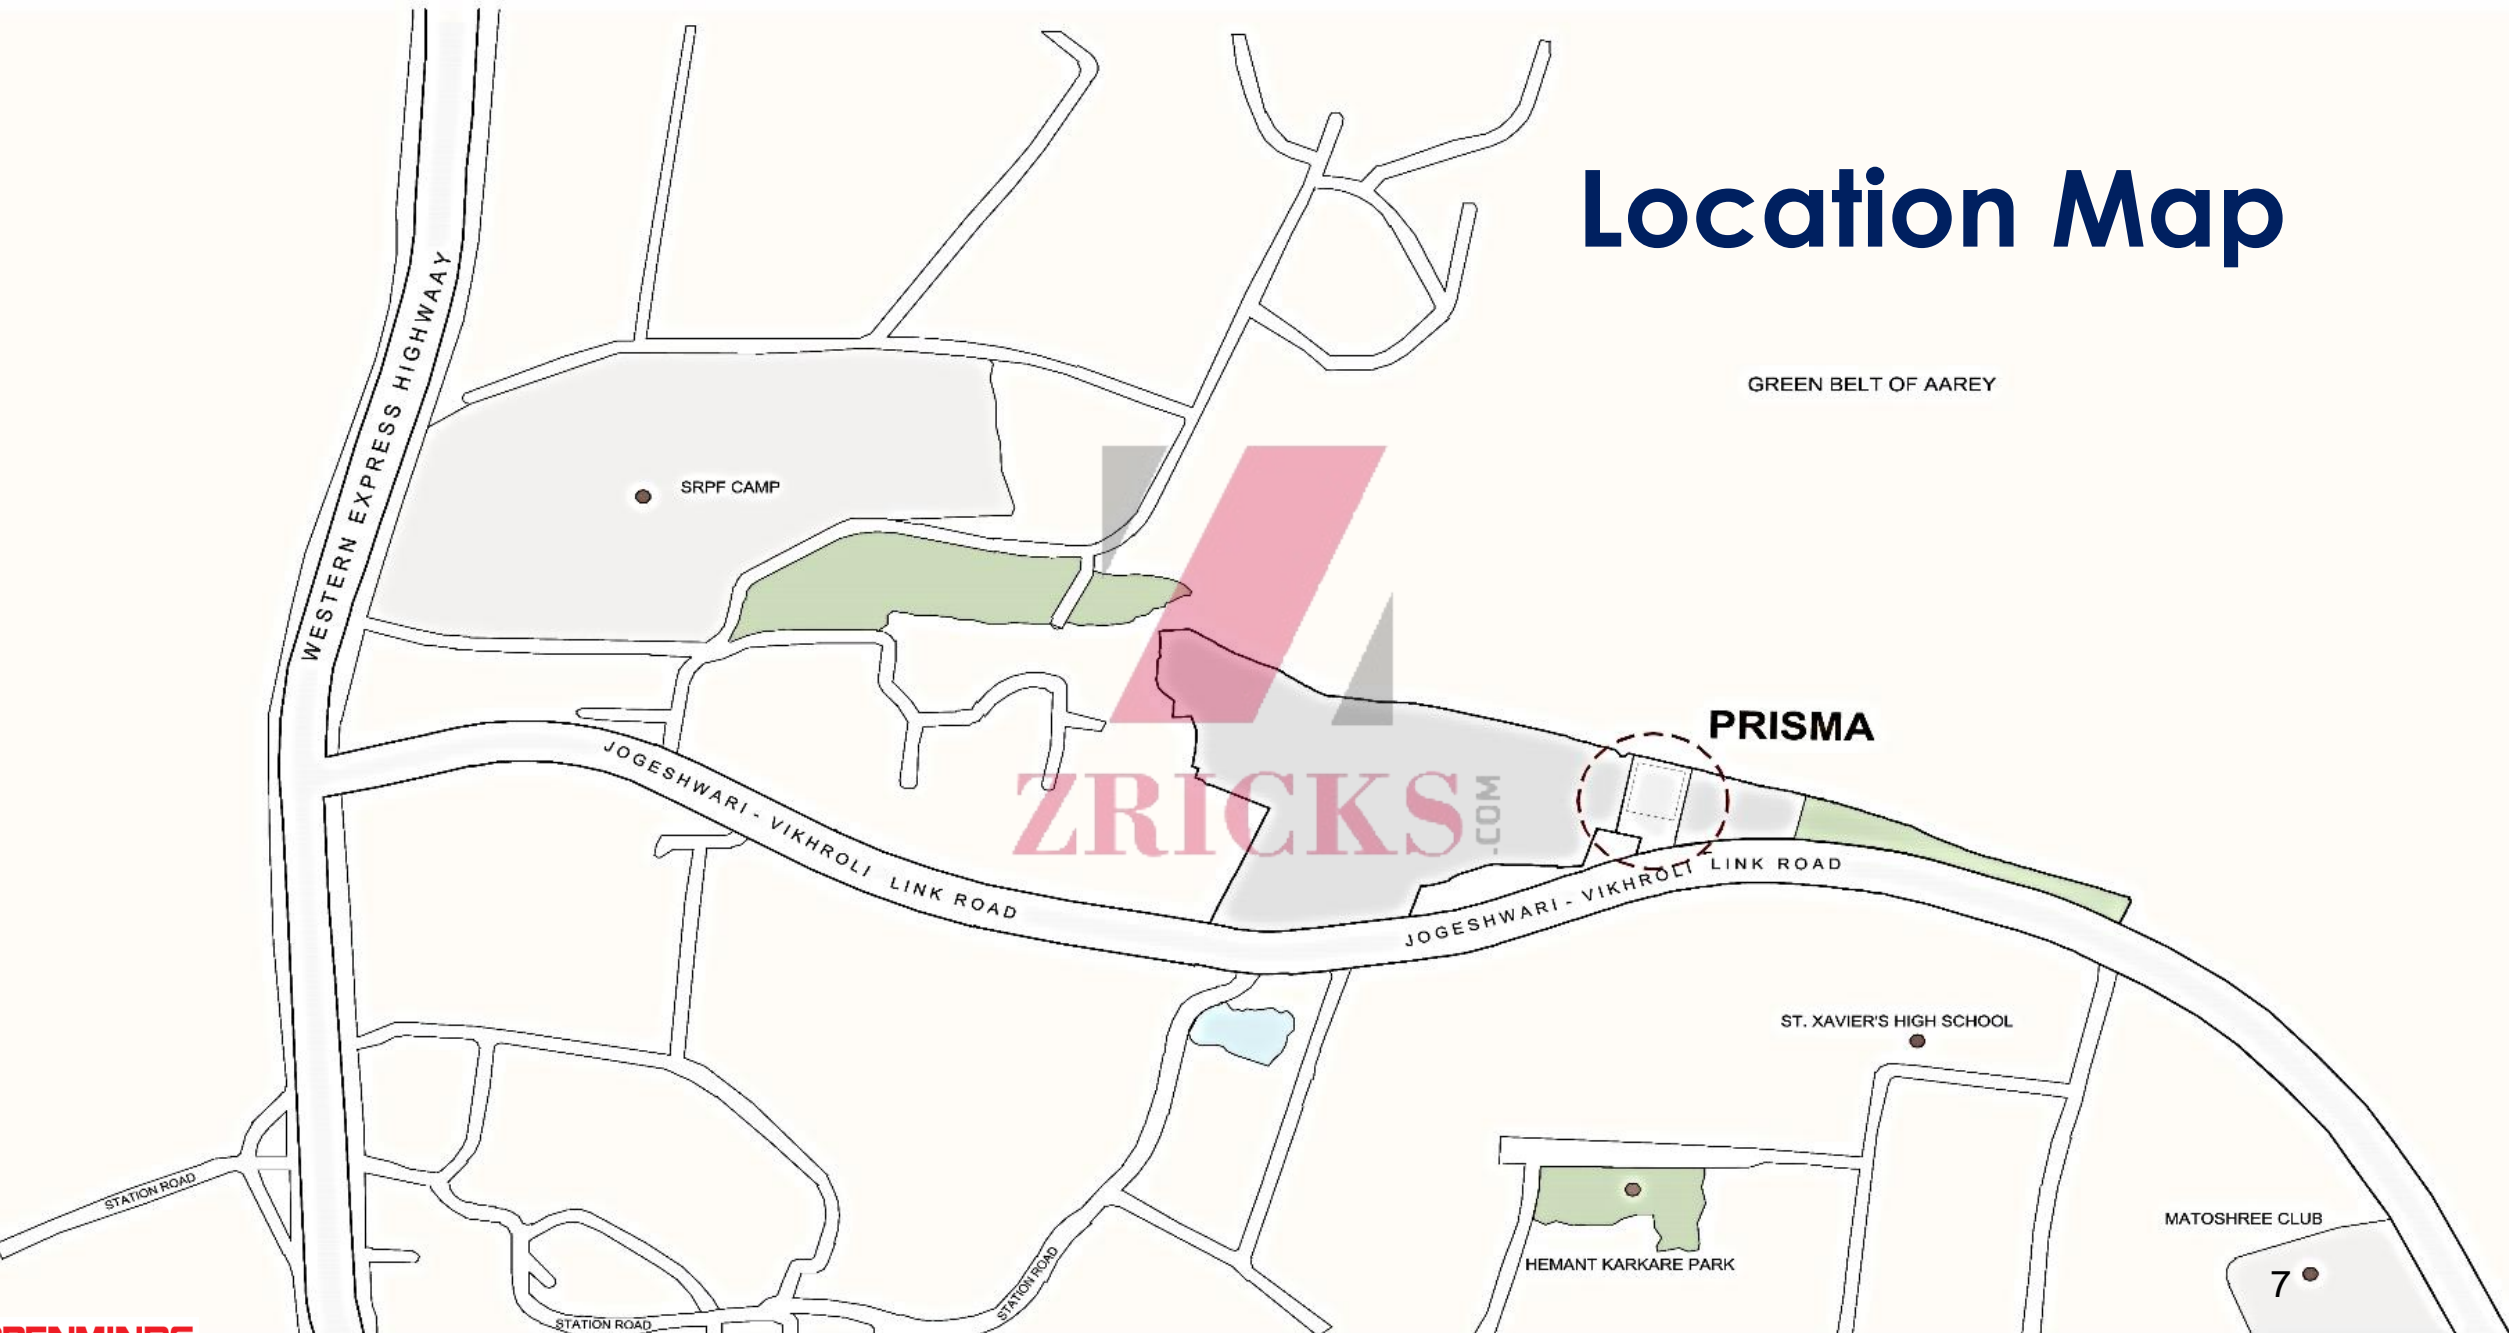 Location Map
WESTERN EXPRESS HIGHWAAY
GREEN BELT OF AAREY
SRPF CAMP
PRISMA
ZRICKS
.COM
JOGESHWARI - VIKHROLI LINK ROAD
JOGESHWARI - VIKHROLI LINK ROAD
ST. XAVIER'S HIGH SCHOOL
STATION ROAD
MATOSHREE CLUB
HEMANT KARKARE PARK
STATION ROAD
7
STATION ROAD